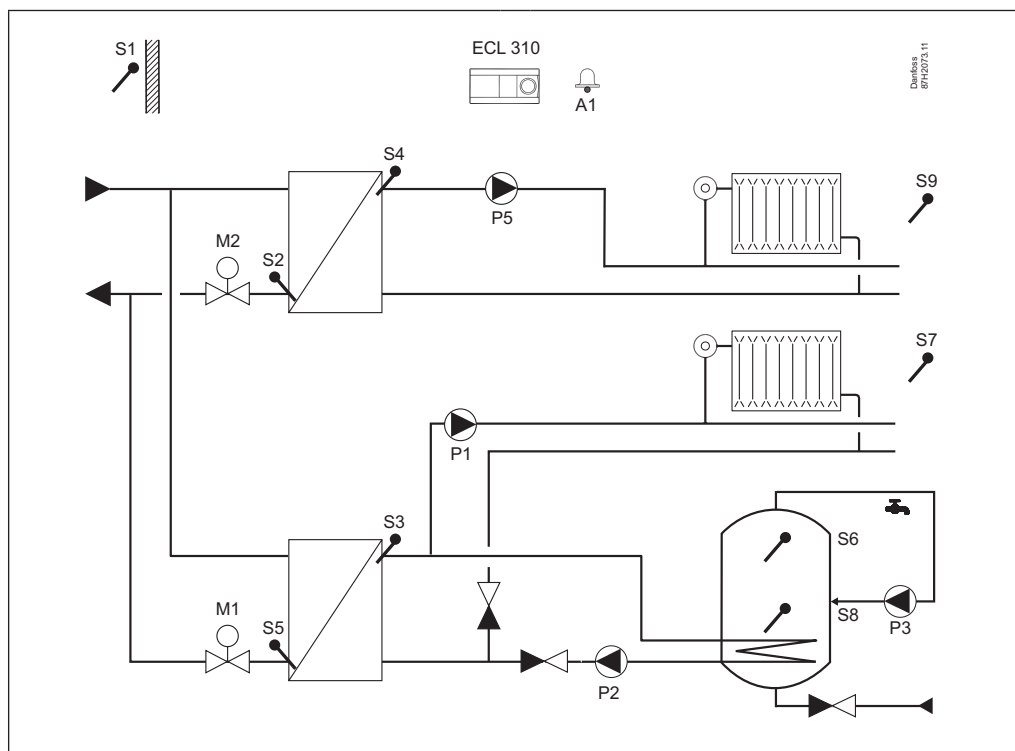 S1
ECL 310
A1
Danfoss
87H2073.11
S4
P5
S9
M2
S2
S7
P1
S3
S6
M1
S5
S8
P3
P2